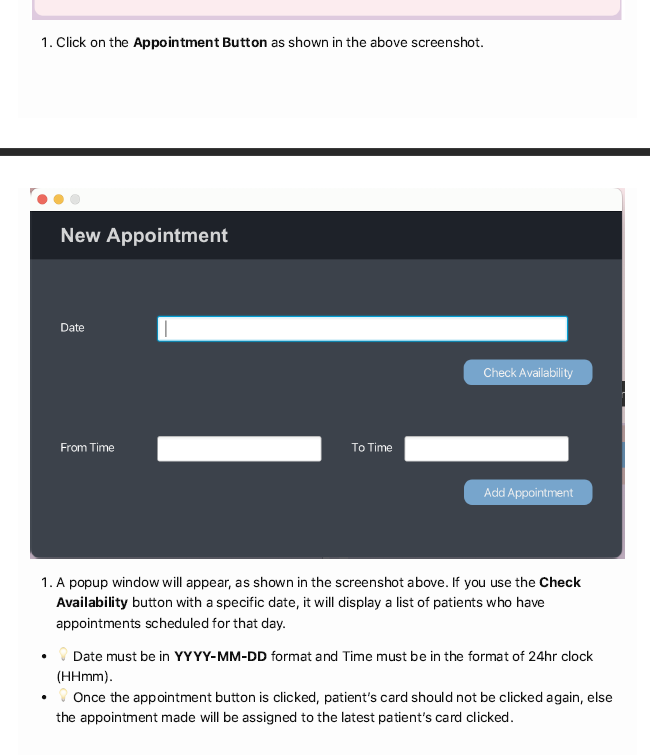 1. Click on the Appointment Button as shown in the above screenshot.
New Appointment
Date
Check Availability
From Time
To Time
Add Appointment
1. A popup window will appear, as shown in the screenshot above. If you use the Check
Availability button with a specific date, it will display a list of patients who have
appointments scheduled for that day.
• 💡 Date must be in YYYY-MM-DD format and Time must be in the format of 24hr clock
(HHmm).
• 💡 Once the appointment button is clicked, patient’s card should not be clicked again, else
the appointment made will be assigned to the latest patient’s card clicked.